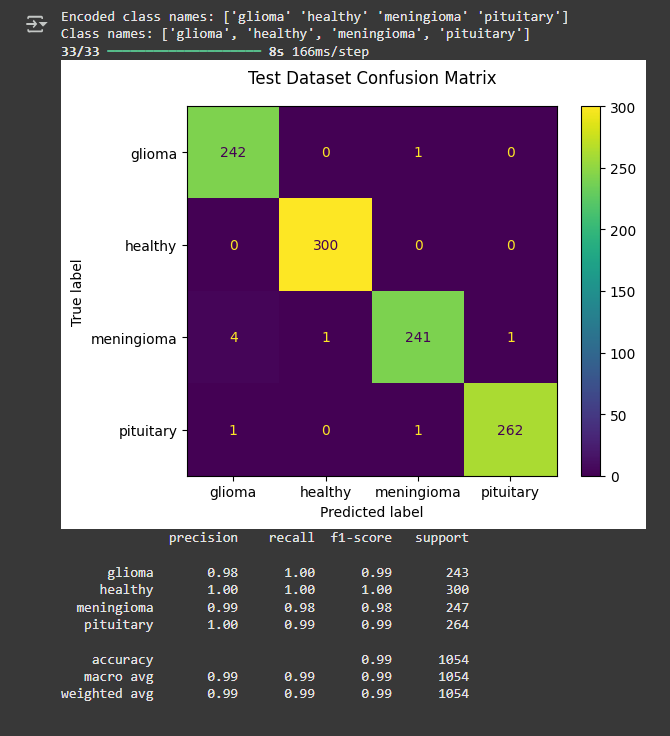 Encoded class names: ['glioma' 'healthy' 'meningioma' 'pituitary']
Class names: ['glioma', 'healthy', 'meningioma', 'pituitary']
33/33 ━━━━━━━━━━━━━━━━━━━━ 8s 166ms/step
Test Dataset Confusion Matrix
glioma 242 0 1 0
healthy 0 300 0 0
meningioma 4 1 241 1
pituitary 1 0 1 262
glioma healthy meningioma pituitary
Predicted label
True label
300
250
200
150
100
50
0
precision recall f1-score support
glioma 0.98 1.00 0.99 243
healthy 1.00 1.00 1.00 300
meningioma 0.99 0.98 0.98 247
pituitary 1.00 0.99 0.99 264
accuracy 0.99 1054
macro avg 0.99 0.99 0.99 1054
weighted avg 0.99 0.99 0.99 1054